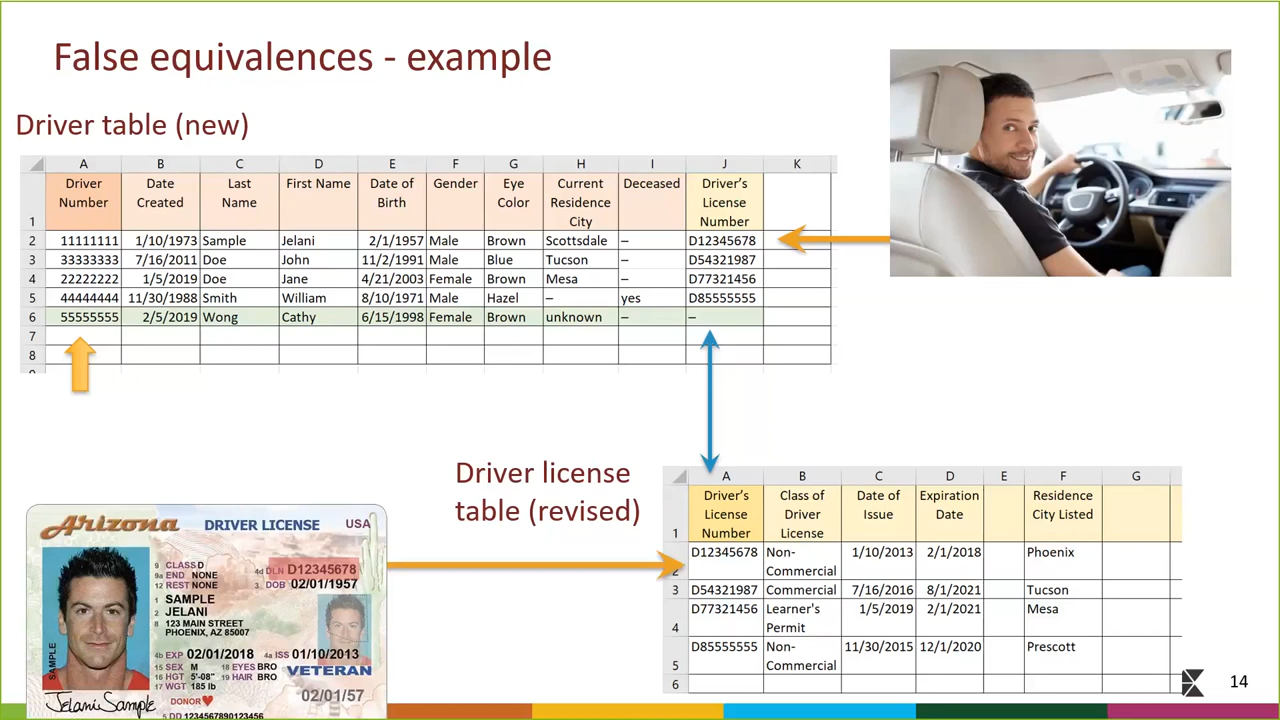 False equivalences - example
Driver table (new)
A B C D E F G H I J K
1 Driver Number Date Created Last Name First Name Date of Birth Gender Eye Color Current Residence City Deceased Driver's License Number
2 11111111 1/10/1973 Sample Jelani 2/1/1957 Male Brown Scottsdale – D12345678
3 33333333 7/16/2011 Doe John 11/2/1991 Male Blue Tucson – D54321987
4 22222222 1/5/2019 Doe Jane 4/21/2003 Female Brown Mesa – D77321456
5 44444444 11/30/1988 Smith William 8/10/1971 Male Hazel – yes D85555555
6 55555555 2/5/2019 Wong Cathy 6/15/1998 Female Brown unknown – –
7
8
Driver license
table (revised)
A B C D E F G
1 Driver's License Number Class of Driver License Date of Issue Expiration Date Residence City Listed
2 D12345678 Non-Commercial 1/10/2013 2/1/2018 Phoenix
3 D54321987 Commercial 7/16/2016 8/1/2021 Tucson
4 D77321456 Learner's Permit 1/5/2019 2/1/2021 Mesa
5 D85555555 Non-Commercial 11/30/2015 12/1/2020 Prescott
6
Arizona DRIVER LICENSE USA
9 CLASS D
4d DLN D12345678
9a END NONE
12 REST NONE
3 DOB 02/01/1957
1 SAMPLE
2 JELANI
8 123 MAIN STREET
PHOENIX, AZ 85007
4b EXP 02/01/2018 4a ISS 01/10/2013
15 SEX M 18 EYES BRO
16 HGT 5'-08" 19 HAIR BRO
17 WGT 185 lb
VETERAN
DONOR
02/01/57
5 DD 1234567890123456
SAMPLE
Jelani Sample
14